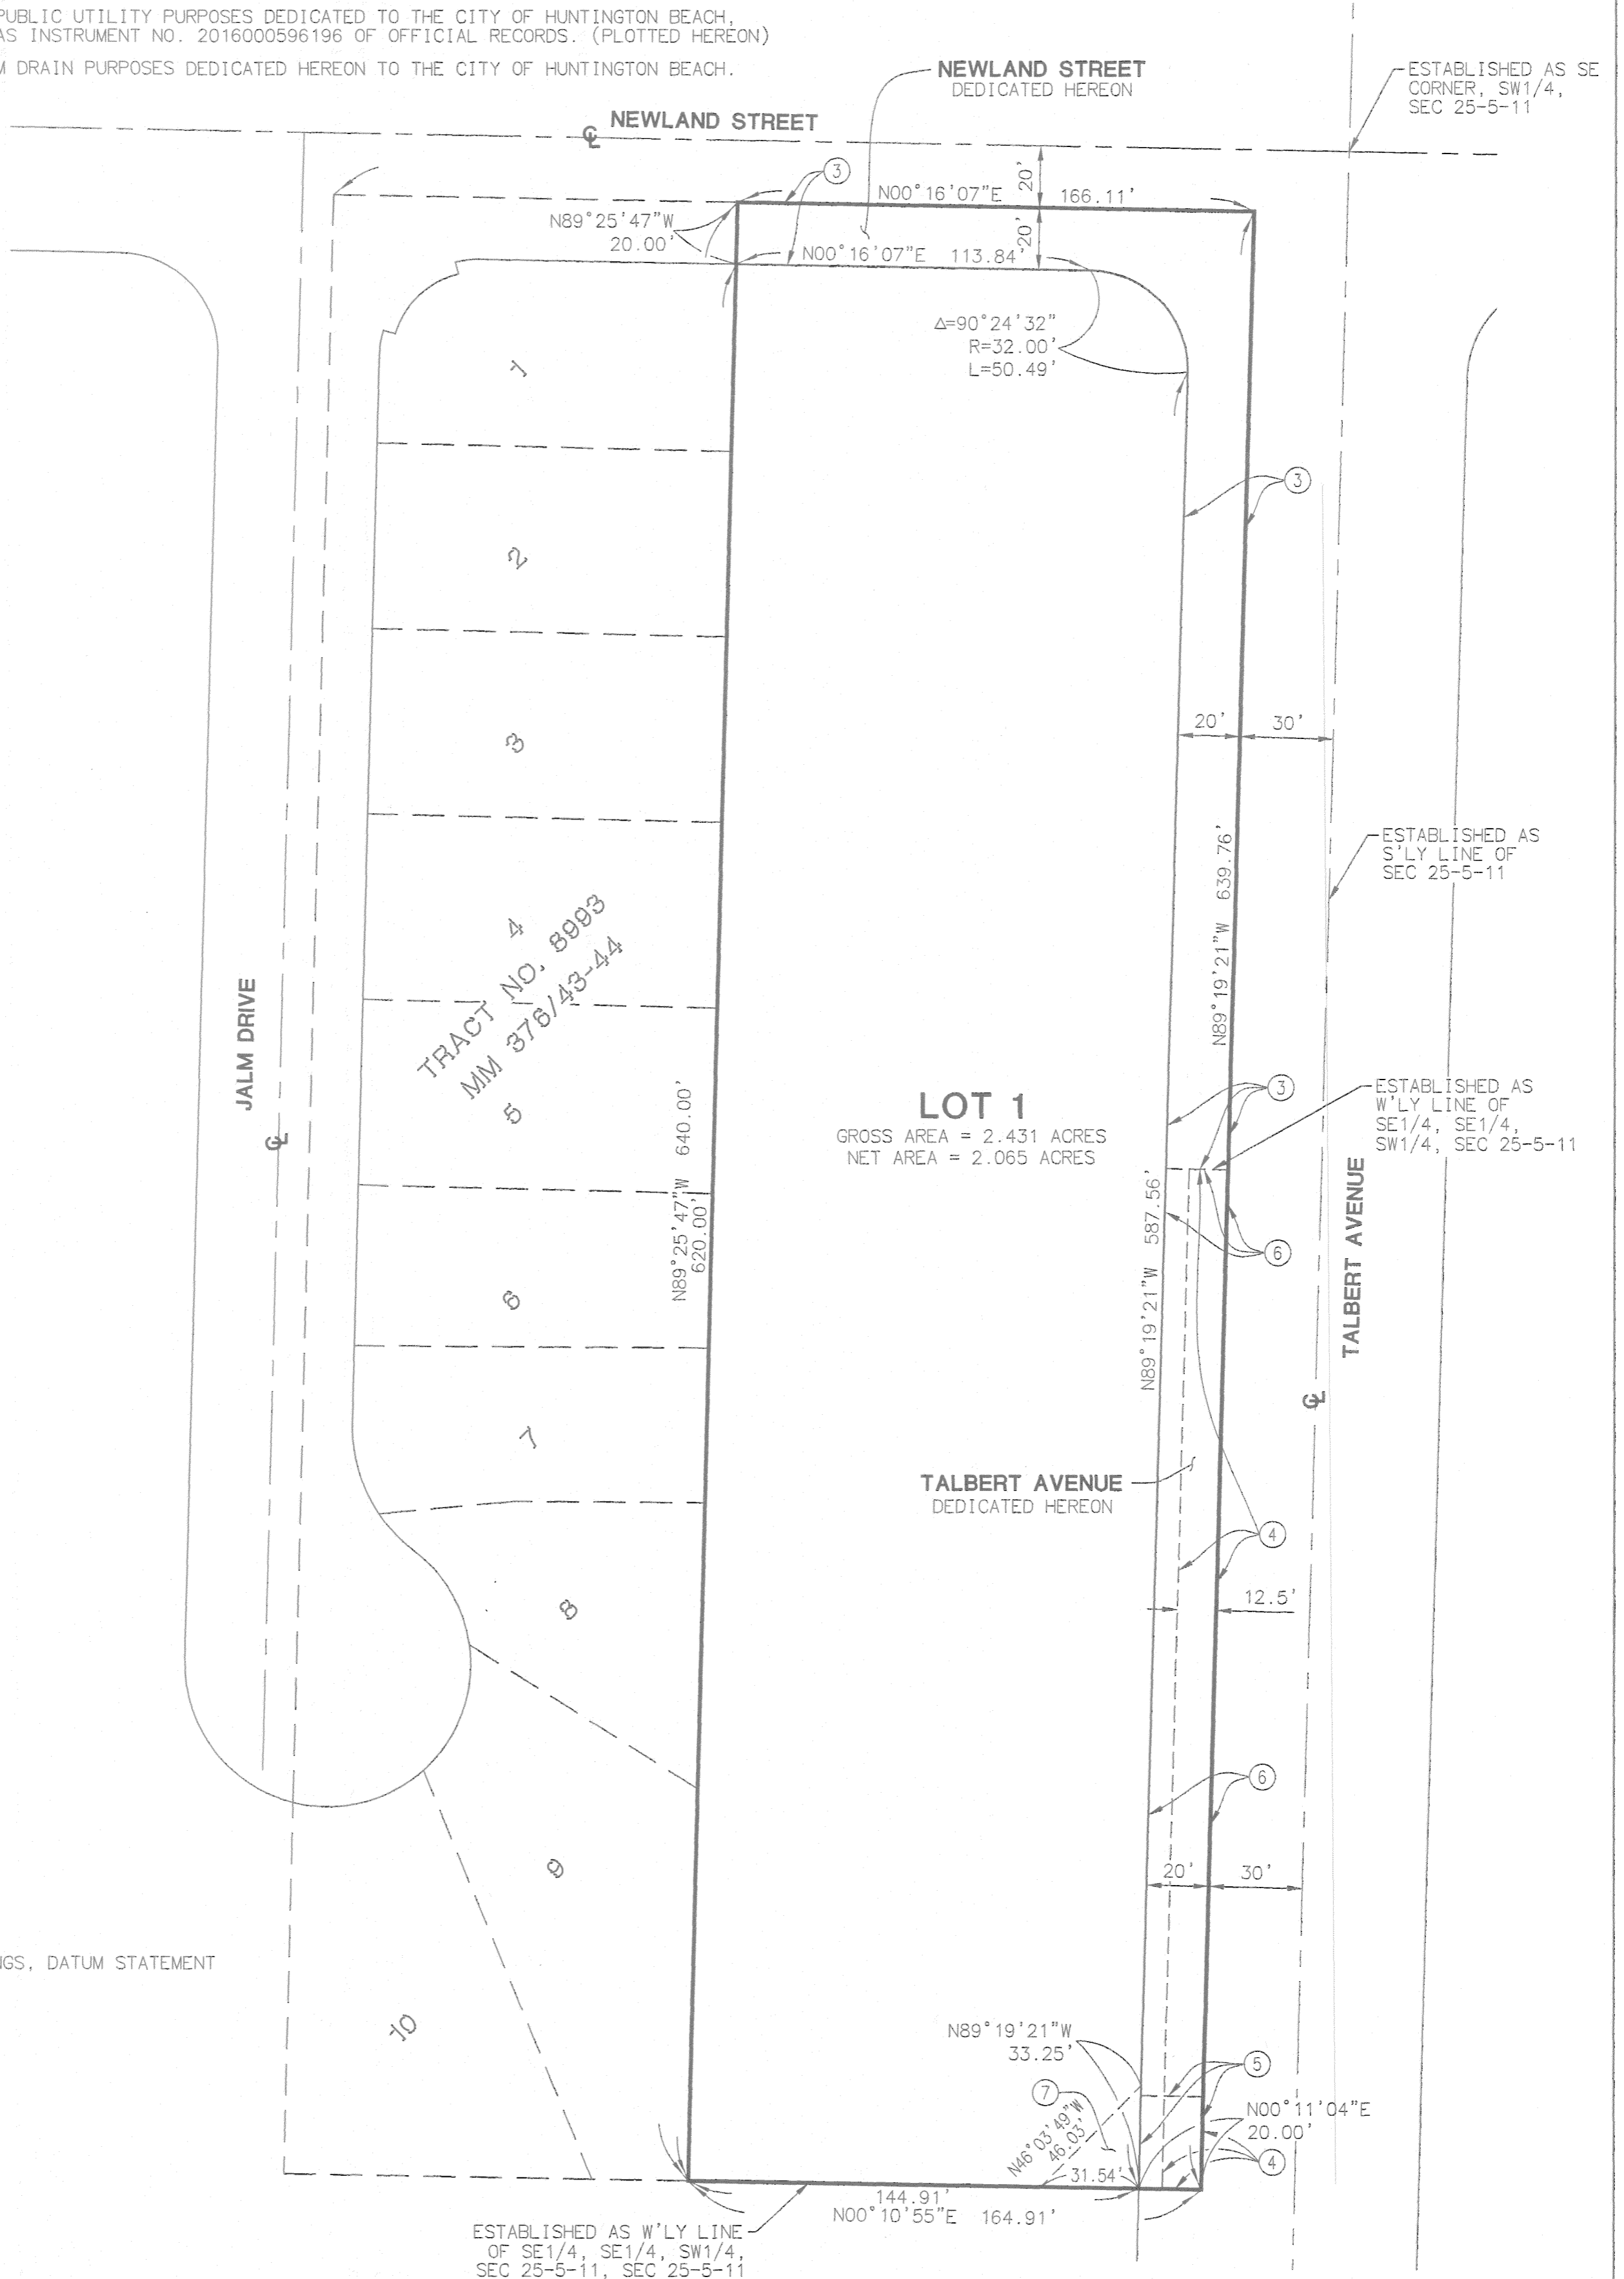 PUBLIC UTILITY PURPOSES DEDICATED TO THE CITY OF HUNTINGTON BEACH,
AS INSTRUMENT NO. 2016000596196 OF OFFICIAL RECORDS. (PLOTTED HEREON)
M DRAIN PURPOSES DEDICATED HEREON TO THE CITY OF HUNTINGTON BEACH.
NEWLAND STREET
DEDICATED HEREON
ESTABLISHED AS SE
CORNER, SW1/4,
SEC 25-5-11
NEWLAND STREET
℄
3
20'
N00°16'07"E 166.11'
N89°25'47"W
20.00'
20'
N00°16'07"E 113.84'
Δ=90°24'32"
R=32.00'
L=50.49'
1
3
2
20' 30'
3
ESTABLISHED AS
S'LY LINE OF
SEC 25-5-11
N89°19'21"W 639.76'
4
TRACT NO. 8993
MM 376/43-44
JALM DRIVE
℄
5
N89°25'47"W 640.00'
620.00'
LOT 1
GROSS AREA = 2.431 ACRES
NET AREA = 2.065 ACRES
3
ESTABLISHED AS
W'LY LINE OF
SE1/4, SE1/4,
SW1/4, SEC 25-5-11
N89°19'21"W 587.56'
6
TALBERT AVENUE
℄
6
7
TALBERT AVENUE
DEDICATED HEREON
4
12.5'
8
6
9
20' 30'
NGS, DATUM STATEMENT
10
N89°19'21"W
33.25'
5
7
N46°03'49"W
46.03'
N00°11'04"E
20.00'
4
31.54'
144.91'
N00°10'55"E 164.91'
ESTABLISHED AS W'LY LINE
OF SE1/4, SE1/4, SW1/4,
SEC 25-5-11, SEC 25-5-11